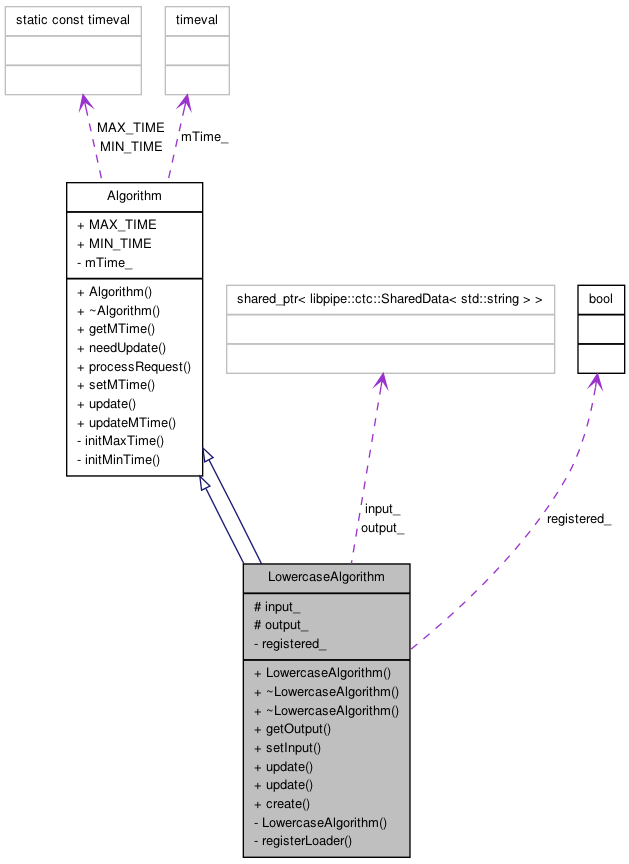 static const timeval
timeval
MAX_TIME
MIN_TIME
mTime_
Algorithm
+ MAX_TIME
+ MIN_TIME
- mTime_
+ Algorithm()
+ ~Algorithm()
+ getMTime()
+ needUpdate()
+ processRequest()
+ setMTime()
+ update()
+ updateMTime()
- initMaxTime()
- initMinTime()
shared_ptr< libpipe::ctc::SharedData< std::string > >
bool
input_
output_
registered_
LowercaseAlgorithm
# input_
# output_
- registered_
+ LowercaseAlgorithm()
+ ~LowercaseAlgorithm()
+ ~LowercaseAlgorithm()
+ getOutput()
+ setInput()
+ update()
+ update()
+ create()
- LowercaseAlgorithm()
- registerLoader()